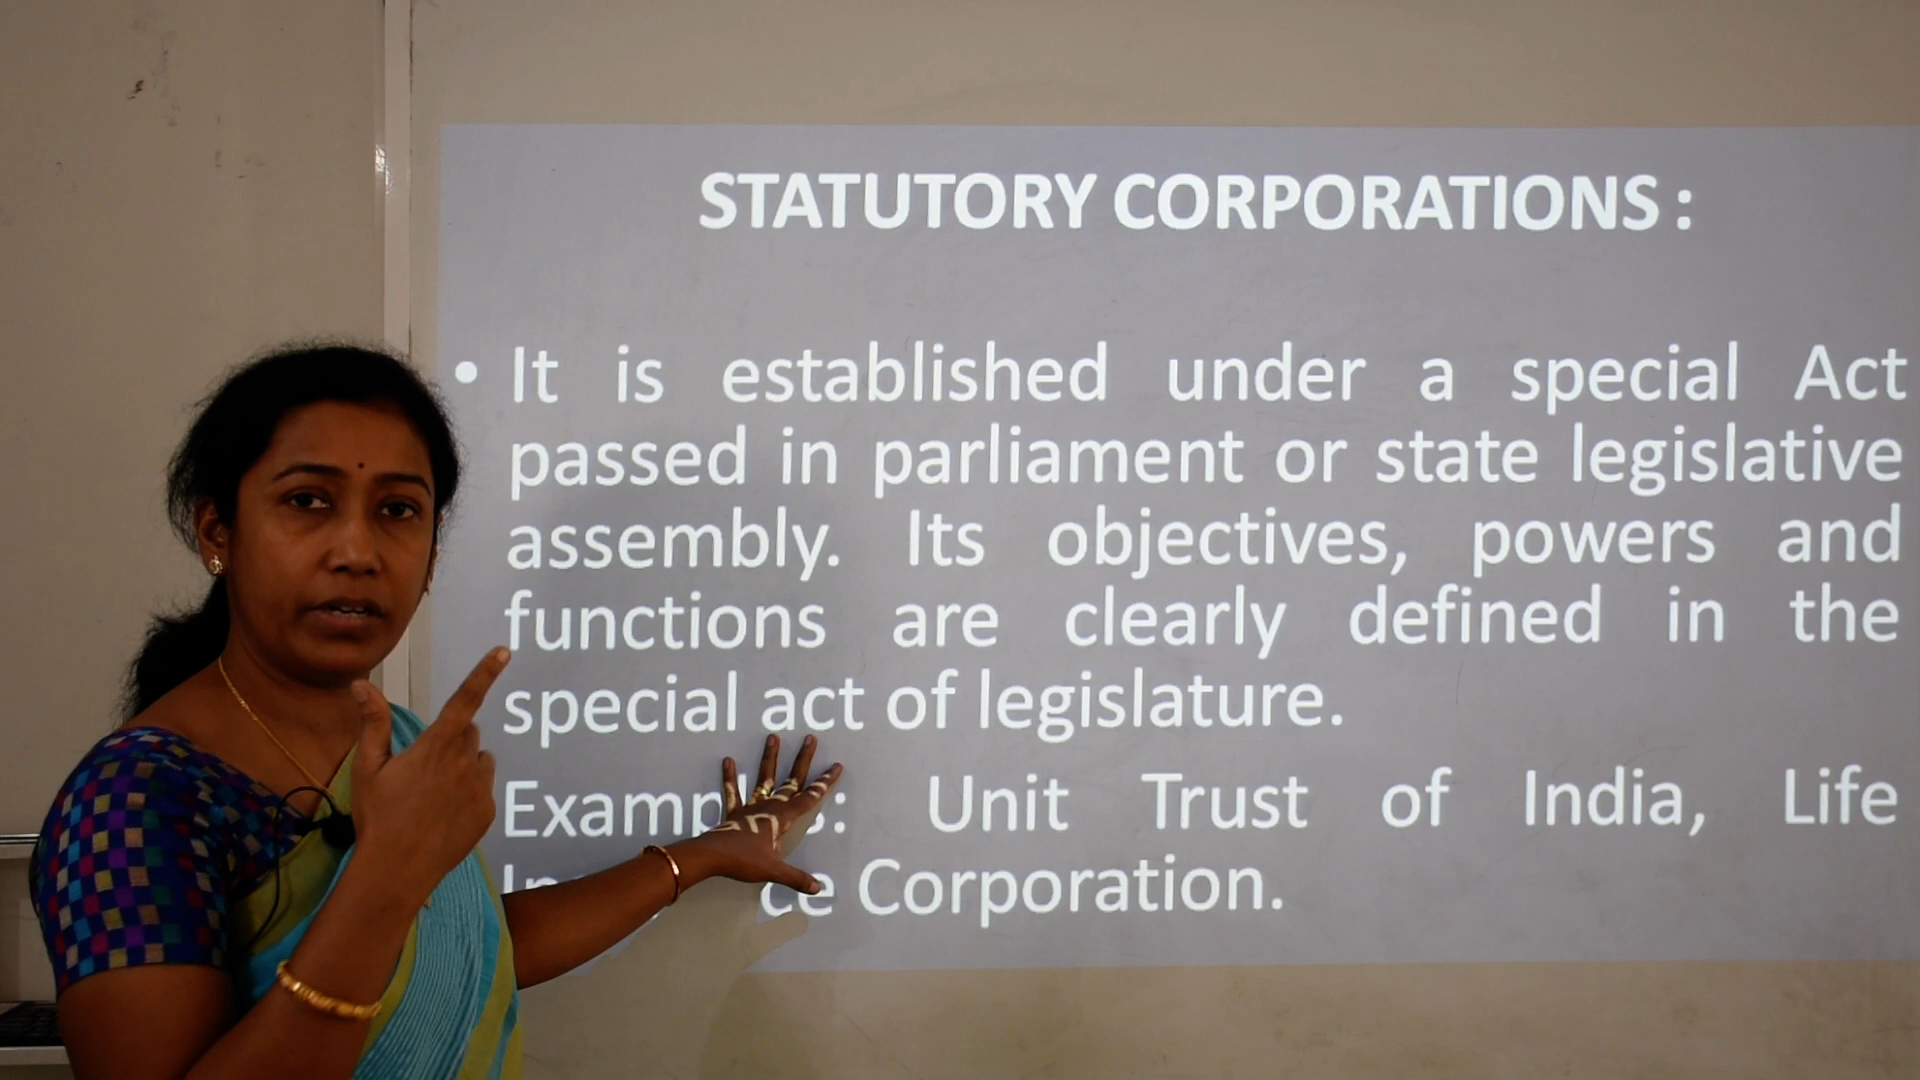 STATUTORY CORPORATIONS :
• It is established under a special Act
passed in parliament or state legislative
assembly. Its objectives, powers and
functions are clearly defined in the
special act of legislature.
Unit Trust of India, Life
Corporation.